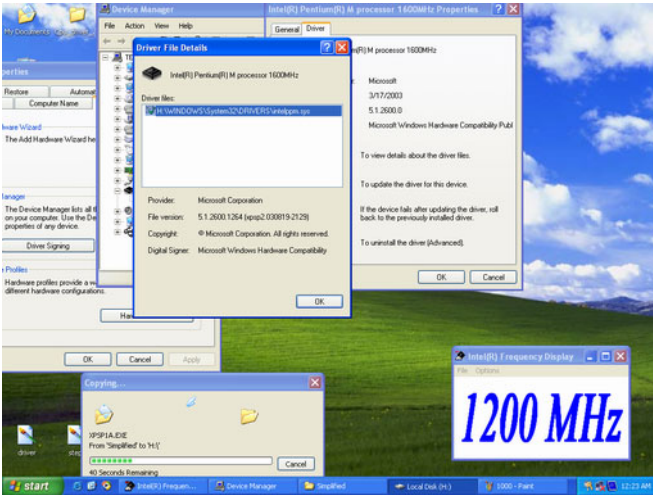 My Documents
Device Manager
File Action View Help
Intel(R) Pentium(R) M processor 1600MHz Properties
General Driver
Intel(R) Pentium(R) M processor 1600MHz
Microsoft
3/17/2003
5.1.2600.0
Microsoft Windows Hardware Compatibility Publ
To view details about the driver files.
To update the driver for this device.
If the device fails after updating the driver, roll
back to the previously installed driver.
To uninstall the driver (Advanced).
OK Cancel
Driver File Details
Intel(R) Pentium(R) M processor 1600MHz
Driver files:
H:\WINDOWS\System32\DRIVERS\intelppm.sys
Provider: Microsoft Corporation
File version: 5.1.2600.1264 (xpsp2.030819-2129)
Copyright: © Microsoft Corporation. All rights reserved.
Digital Signer: Microsoft Windows Hardware Compatibility
OK
perties
Restore Automat
Computer Name
ware Wizard
The Add Hardware Wizard he
anager
The Device Manager lists all t
on your computer. Use the De
properties of any device.
Driver Signing
Profiles
Hardware profiles provide a w
different hardware configurations.
Har
OK Cancel Apply
Copying...
XPSP1A.EXE
From 'Simplified' to 'H:\'
40 Seconds Remaining
Cancel
Intel(R) Frequency Display
File Options
1200 MHz
driver
step
start
Intel(R) Frequen...
Device Manager
Simplified
Local Disk (H:)
1000 - Paint
12:23 AM